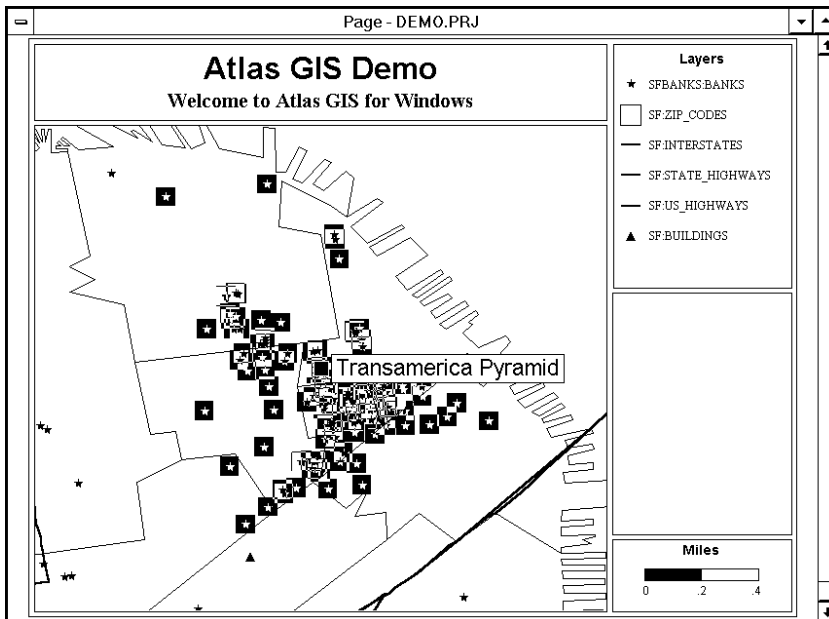 Page - DEMO.PRJ
Atlas GIS Demo
Welcome to Atlas GIS for Windows
Layers
SFBANKS:BANKS
SF:ZIP_CODES
SF:INTERSTATES
SF:STATE_HIGHWAYS
SF:US_HIGHWAYS
SF:BUILDINGS
Transamerica Pyramid
Miles
0 .2 .4